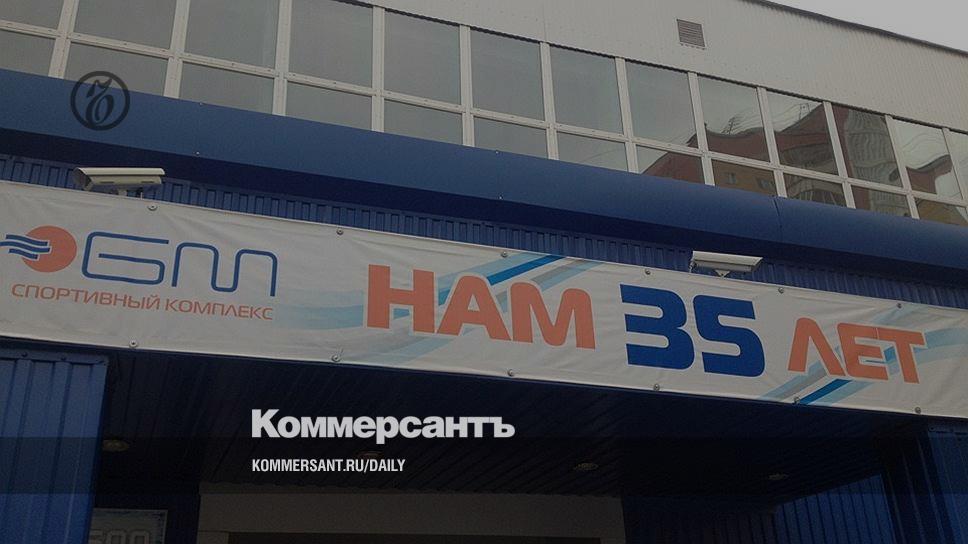 БМ
СПОРТИВНЫЙ КОМПЛЕКС
НАМ 35 ЛЕТ
Коммерсантъ
KOMMERSANT.RU/DAILY